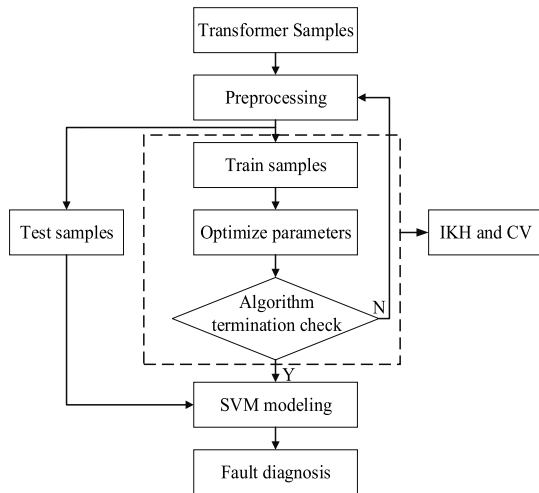 Transformer Samples
Preprocessing
Train samples
Test samples
Optimize parameters
IKH and CV
Algorithm
termination check
N
Y
SVM modeling
Fault diagnosis